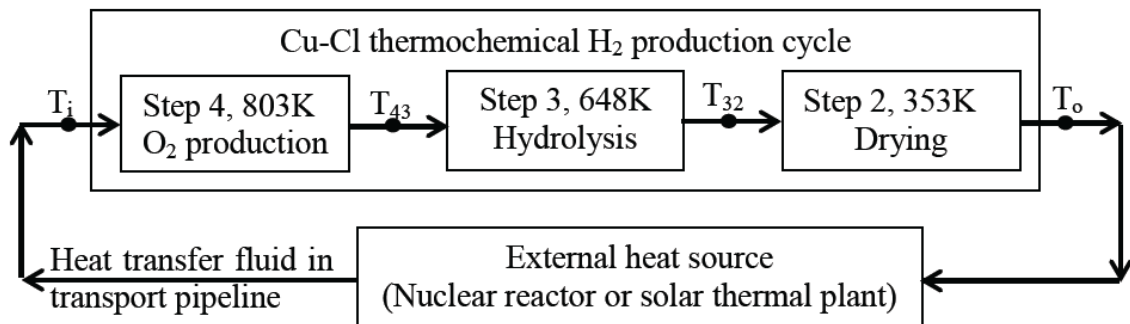 Cu-Cl thermochemical H₂ production cycle
Tᵢ
Step 4, 803K
O₂ production
T₄₃
Step 3, 648K
Hydrolysis
T₃₂
Step 2, 353K
Drying
Tₒ
Heat transfer fluid in
transport pipeline
External heat source
(Nuclear reactor or solar thermal plant)